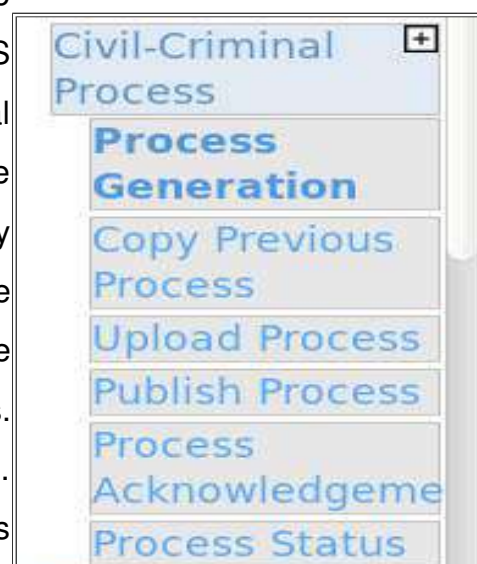 Civil-Criminal
Process
Process
Generation
Copy Previous
Process
Upload Process
Publish Process
Process
Acknowledgeme
Process Status